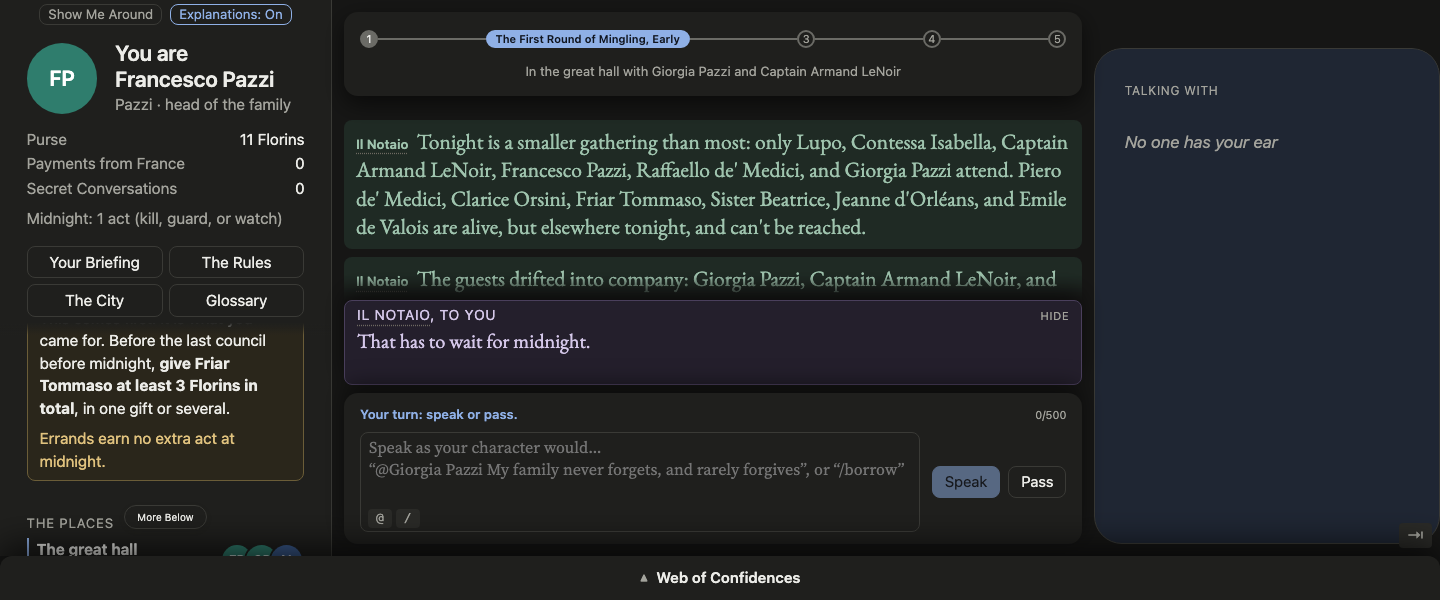 Show Me Around
Explanations: On
FP
You are
Francesco Pazzi
Pazzi · head of the family
Purse 11 Florins
Payments from France 0
Secret Conversations 0
Midnight: 1 act (kill, guard, or watch)
Your Briefing
The Rules
The City
Glossary
came for. Before the last council
before midnight, give Friar
Tommaso at least 3 Florins in
total, in one gift or several.
Errands earn no extra act at
midnight.
THE PLACES
More Below
The great hall
1
The First Round of Mingling, Early
3
4
5
In the great hall with Giorgia Pazzi and Captain Armand LeNoir
Il Notaio Tonight is a smaller gathering than most: only Lupo, Contessa Isabella, Captain
Armand LeNoir, Francesco Pazzi, Raffaello de' Medici, and Giorgia Pazzi attend. Piero
de' Medici, Clarice Orsini, Friar Tommaso, Sister Beatrice, Jeanne d'Orléans, and Emile
de Valois are alive, but elsewhere tonight, and can't be reached.
Il Notaio The guests drifted into company: Giorgia Pazzi, Captain Armand LeNoir, and
IL NOTAIO, TO YOU
HIDE
That has to wait for midnight.
Your turn: speak or pass.
0/500
Speak as your character would...
“@Giorgia Pazzi My family never forgets, and rarely forgives”, or “/borrow”
@
/
Speak
Pass
TALKING WITH
No one has your ear
▲ Web of Confidences